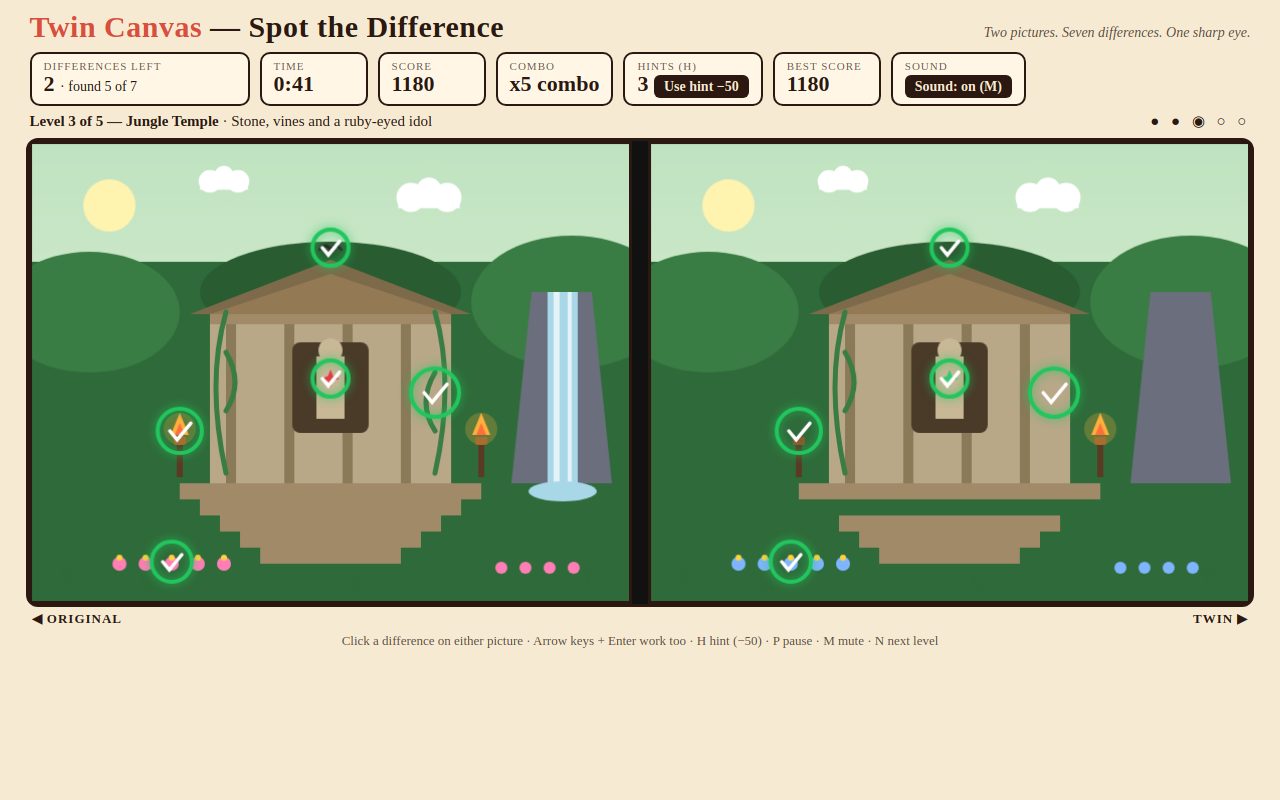 Twin Canvas — Spot the Difference
Two pictures. Seven differences. One sharp eye.
DIFFERENCES LEFT
2 · found 5 of 7
TIME
0:41
SCORE
1180
COMBO
x5 combo
HINTS (H)
3 Use hint −50
BEST SCORE
1180
SOUND
Sound: on (M)
Level 3 of 5 — Jungle Temple · Stone, vines and a ruby-eyed idol
◀ ORIGINAL
TWIN ▶
Click a difference on either picture · Arrow keys + Enter work too · H hint (−50) · P pause · M mute · N next level